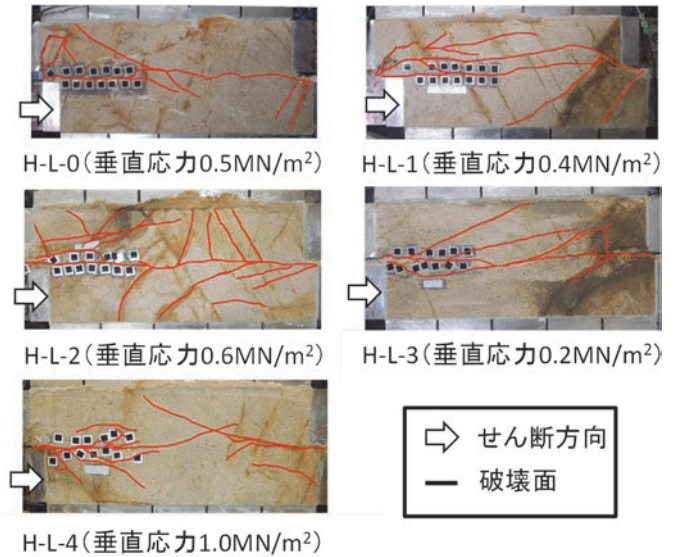 H-L-0(垂直応力0.5MN/m²)
H-L-1(垂直応力0.4MN/m²)
H-L-2(垂直応力0.6MN/m²)
H-L-3(垂直応力0.2MN/m²)
H-L-4(垂直応力1.0MN/m²)
せん断方向
破壊面